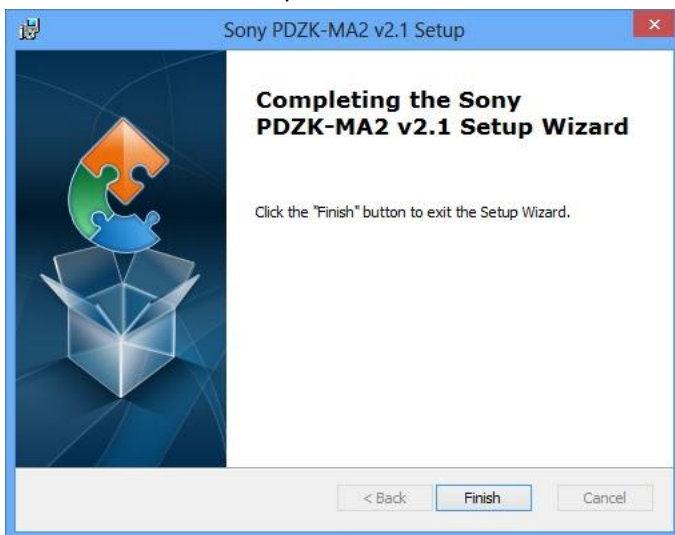 Sony PDZK-MA2 v2.1 Setup
Completing the Sony
PDZK-MA2 v2.1 Setup Wizard
Click the "Finish" button to exit the Setup Wizard.
< Back Finish Cancel